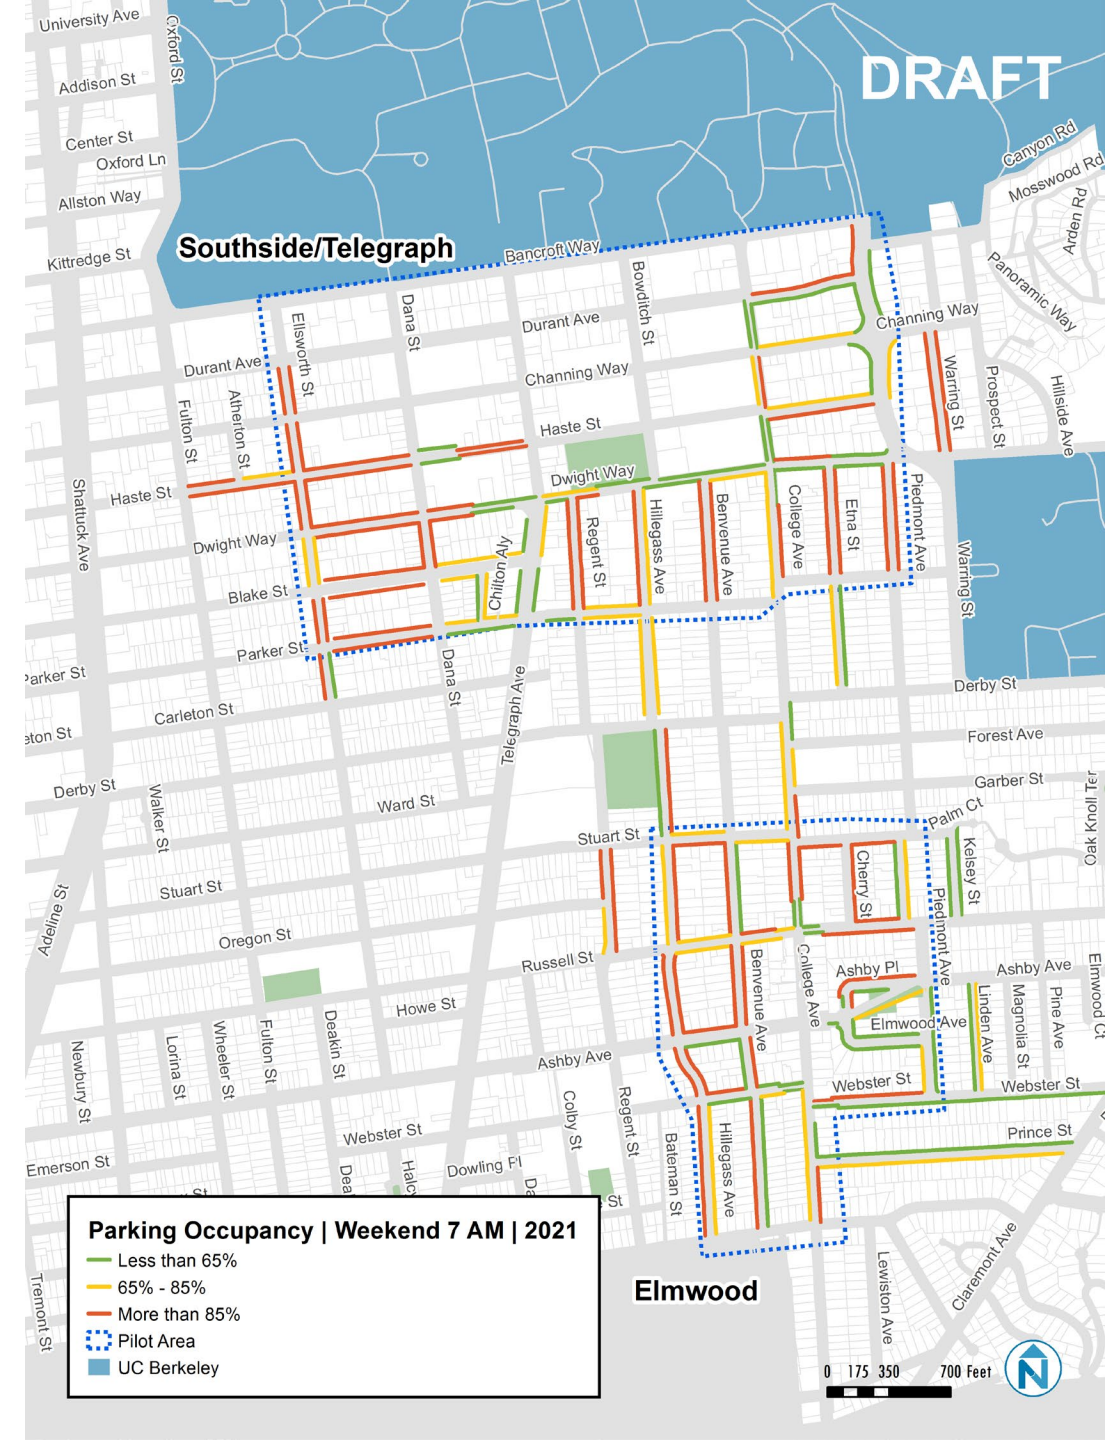 University Ave
Oxford St
DRAFT
Addison St
Center St
Oxford Ln
Canyon Rd
Mosswood Rd
Allston Way
Arden Rd
Southside/Telegraph
Bancroft Way
Kittredge St
Panoramic Way
Bowditch St
Dana St
Ellsworth St
Durant Ave
Channing Way
Durant Ave
Channing Way
Warring St
Prospect St
Hillside Ave
Fulton St
Atherton St
Haste St
Dwight Way
Shattuck Ave
Haste St
Regent St
Hillegass Ave
Benvenue Ave
College Ave
Etna St
Piedmont Ave
Dwight Way
Chilton Aly
Warring St
Blake St
Parker St
Parker St
Dana St
Telegraph Ave
Derby St
Carleton St
eton St
Forest Ave
Derby St
Garber St
Walker St
Ward St
Palm Ct
Oak Knoll Ter
Stuart St
Cherry St
Kelsey St
Stuart St
Adeline St
Piedmont Ave
Oregon St
Russell St
Benvenue Ave
College Ave
Ashby Pl
Ashby Ave
Elmwood Ct
Howe St
Linden Ave
Magnolia St
Pine Ave
Elmwood Ave
Newbury St
Lorina St
Wheeler St
Fulton St
Deakin St
Ashby Ave
Webster St
Webster St
Colby St
Regent St
Webster St
Bateman St
Hillegass Ave
Prince St
Emerson St
Dowling Pl
St
St
Parking Occupancy | Weekend 7 AM | 2021
Less than 65%
65% - 85%
More than 85%
Pilot Area
UC Berkeley
Tremont St
Elmwood
Lewiston Ave
Claremont Ave
0 175 350 700 Feet
N